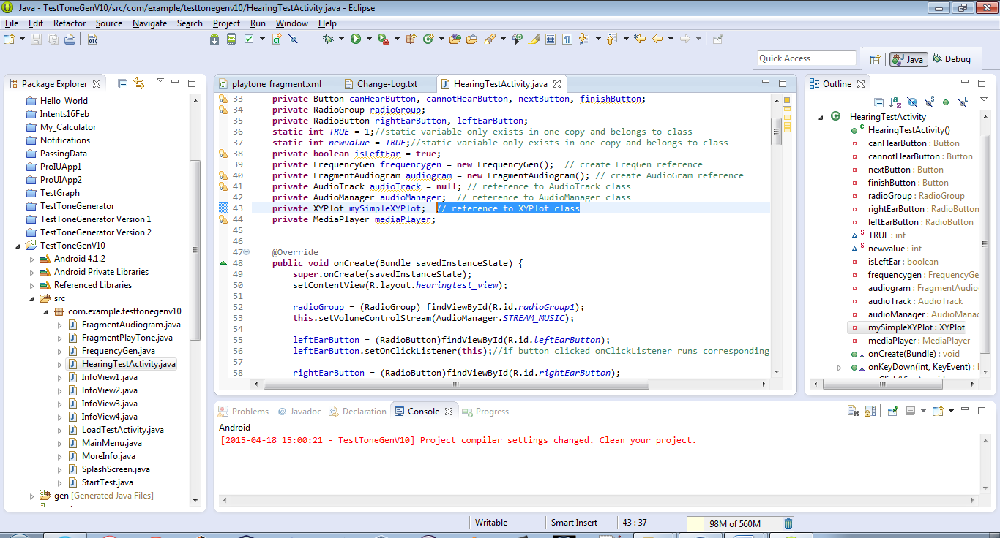 Java - TestToneGenV10/src/com/example/testtonegenv10/HearingTestActivity.java - Eclipse
File Edit Refactor Source Navigate Search Project Run Window Help
Quick Access
Java
Debug
Package Explorer
Hello_World
Intents16Feb
My_Calculator
Notifications
PassingData
ProIUApp1
ProUIApp2
TestGraph
TestToneGenerator
TestToneGenerator Version 1
TestToneGenerator Version 2
TestToneGenV10
Android 4.1.2
Android Private Libraries
Referenced Libraries
src
com.example.testtonegenv10
FragmentAudiogram.java
FragmentPlayTone.java
FrequencyGen.java
HearingTestActivity.java
InfoView1.java
InfoView2.java
InfoView3.java
InfoView4.java
LoadTestActivity.java
MainMenu.java
MoreInfo.java
SplashScreen.java
StartTest.java
gen [Generated Java Files]
playtone_fragment.xml
Change-Log.txt
HearingTestActivity.java
33 private Button canHearButton, cannotHearButton, nextButton, finishButton;
34 private RadioGroup radioGroup;
35 private RadioButton rightEarButton, leftEarButton;
36 static int TRUE = 1;//static variable only exists in one copy and belongs to class
37 static int newvalue = TRUE;//static variable only exists in one copy and belongs to class
38 private boolean isLeftEar = true;
39 private FrequencyGen frequencygen = new FrequencyGen(); // create FreqGen reference
40 private FragmentAudiogram audiogram = new FragmentAudiogram(); // create AudioGram reference
41 private AudioTrack audioTrack = null; // reference to AudioTrack class
42 private AudioManager audioManager; // reference to AudioManager class
43 private XYPlot mySimpleXYPlot; // reference to XYPlot class
44 private MediaPlayer mediaPlayer;
45
46
47 @Override
48 public void onCreate(Bundle savedInstanceState) {
49 super.onCreate(savedInstanceState);
50 setContentView(R.layout.hearingtest_view);
51
52 radioGroup = (RadioGroup) findViewById(R.id.radioGroup1);
53 this.setVolumeControlStream(AudioManager.STREAM_MUSIC);
54
55 leftEarButton = (RadioButton)findViewById(R.id.leftEarButton);
56 leftEarButton.setOnClickListener(this);//if button clicked onClickListener runs corresponding
57
58 rightEarButton = (RadioButton)findViewById(R.id.rightEarButton);
Outline
HearingTestActivity
HearingTestActivity()
canHearButton : Button
cannotHearButton : Button
nextButton : Button
finishButton : Button
radioGroup : RadioGroup
rightEarButton : RadioButton
leftEarButton : RadioButton
TRUE : int
newvalue : int
isLeftEar : boolean
frequencygen : FrequencyGe
audiogram : FragmentAudio
audioTrack : AudioTrack
audioManager : AudioManag
mySimpleXYPlot : XYPlot
mediaPlayer : MediaPlayer
onCreate(Bundle) : void
onKeyDown(int, KeyEvent) :
Problems
@ Javadoc
Declaration
Console
Progress
Android
[2015-04-18 15:00:21 - TestToneGenV10] Project compiler settings changed. Clean your project.
Writable
Smart Insert
43 : 37
98M of 560M